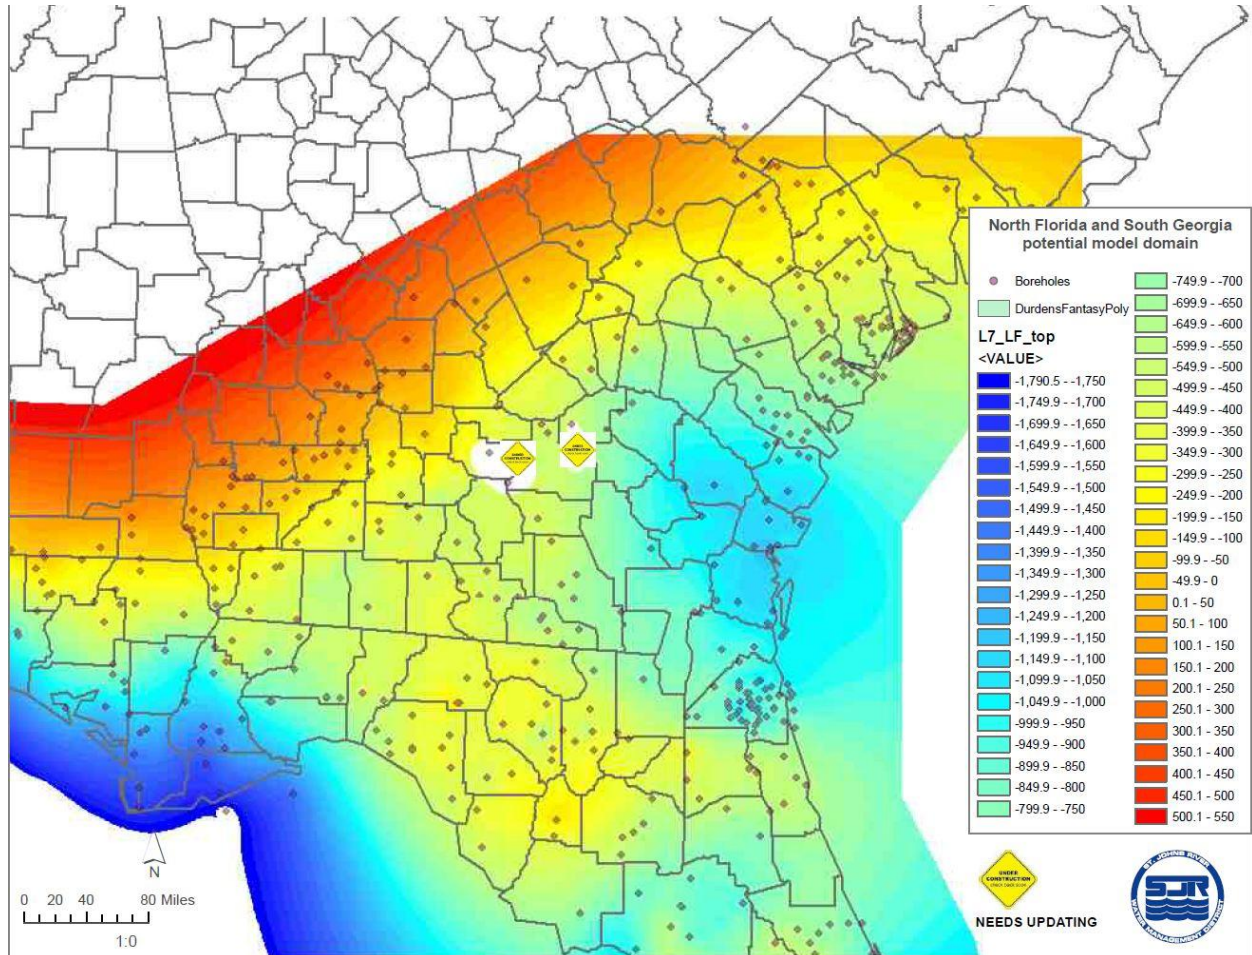 North Florida and South Georgia
potential model domain
Boreholes
DurdensFantasyPoly
L7_LF_top
<VALUE>
-1,790.5 - -1,750
-1,749.9 - -1,700
-1,699.9 - -1,650
-1,649.9 - -1,600
-1,599.9 - -1,550
-1,549.9 - -1,500
-1,499.9 - -1,450
-1,449.9 - -1,400
-1,399.9 - -1,350
-1,349.9 - -1,300
-1,299.9 - -1,250
-1,249.9 - -1,200
-1,199.9 - -1,150
-1,149.9 - -1,100
-1,099.9 - -1,050
-1,049.9 - -1,000
-999.9 - -950
-949.9 - -900
-899.9 - -850
-849.9 - -800
-799.9 - -750
-749.9 - -700
-699.9 - -650
-649.9 - -600
-599.9 - -550
-549.9 - -500
-499.9 - -450
-449.9 - -400
-399.9 - -350
-349.9 - -300
-299.9 - -250
-249.9 - -200
-199.9 - -150
-149.9 - -100
-99.9 - -50
-49.9 - 0
0.1 - 50
50.1 - 100
100.1 - 150
150.1 - 200
200.1 - 250
250.1 - 300
300.1 - 350
350.1 - 400
400.1 - 450
450.1 - 500
500.1 - 550
UNDER
CONSTRUCTION
UNDER
CONSTRUCTION
N
0 20 40 80 Miles
1:0
UNDER
CONSTRUCTION
check back soon
NEEDS UPDATING
ST. JOHNS RIVER
SJR
WATER MANAGEMENT DISTRICT